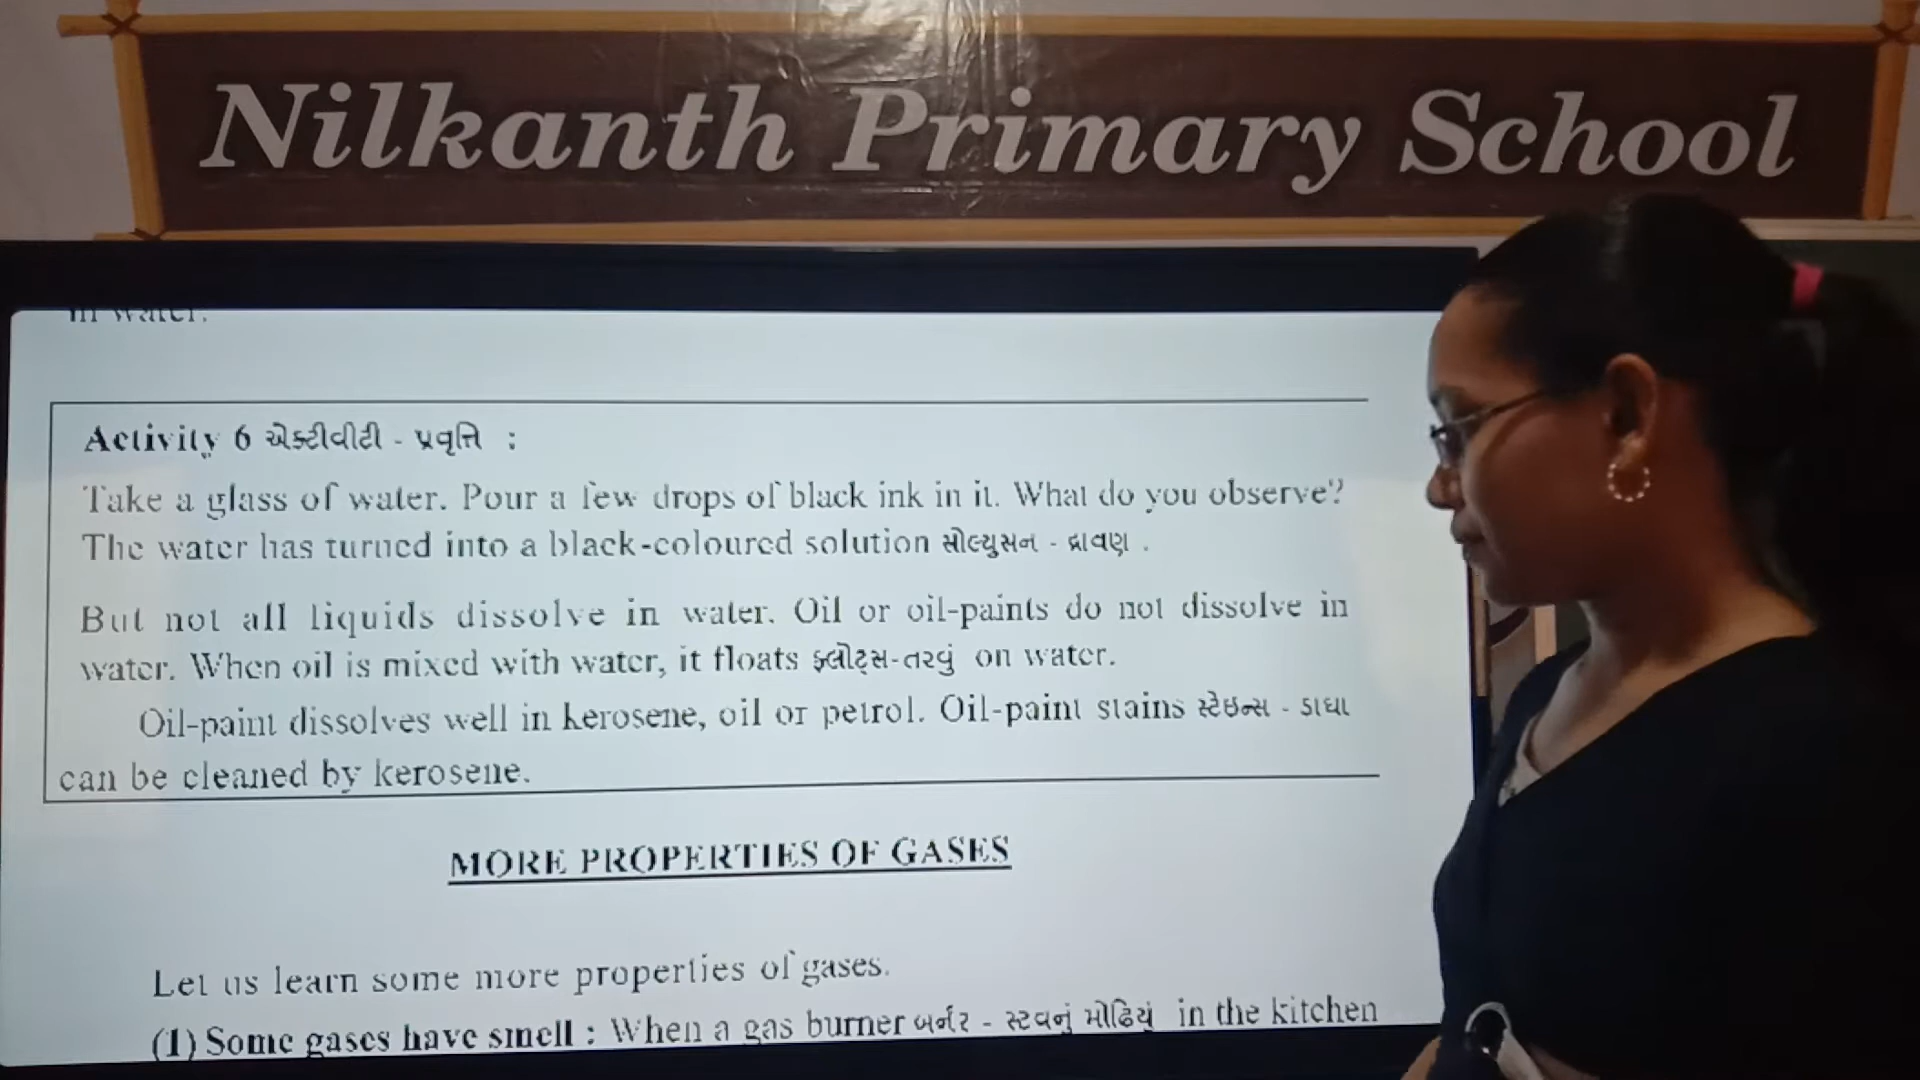 Nilkanth Primary School
in water.
Activity 6 એક્ટીવીટી - પ્રવૃત્તિ :
Take a glass of water. Pour a few drops of black ink in it. What do you observe?
The water has turned into a black-coloured solution સોલ્યુસન - દ્રાવણ .
But not all liquids dissolve in water. Oil or oil-paints do not dissolve in
water. When oil is mixed with water, it floats ફ્લોટ્સ-તરવું on water.
Oil-paint dissolves well in kerosene, oil or petrol. Oil-paint stains સ્ટેઇન્સ - ડાઘા
can be cleaned by kerosene.
MORE PROPERTIES OF GASES
Let us learn some more properties of gases.
(1) Some gases have smell : When a gas burner બર્નર - સ્ટવનું મોઢિયું in the kitchen